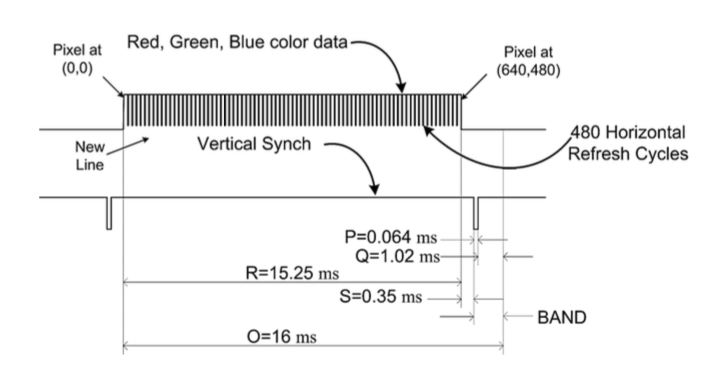 Red, Green, Blue color data
Pixel at
(0,0)
Pixel at
(640,480)
480 Horizontal
Refresh Cycles
New
Line
Vertical Synch
P=0.064 ms
Q=1.02 ms
R=15.25 ms
S=0.35 ms
BAND
O=16 ms